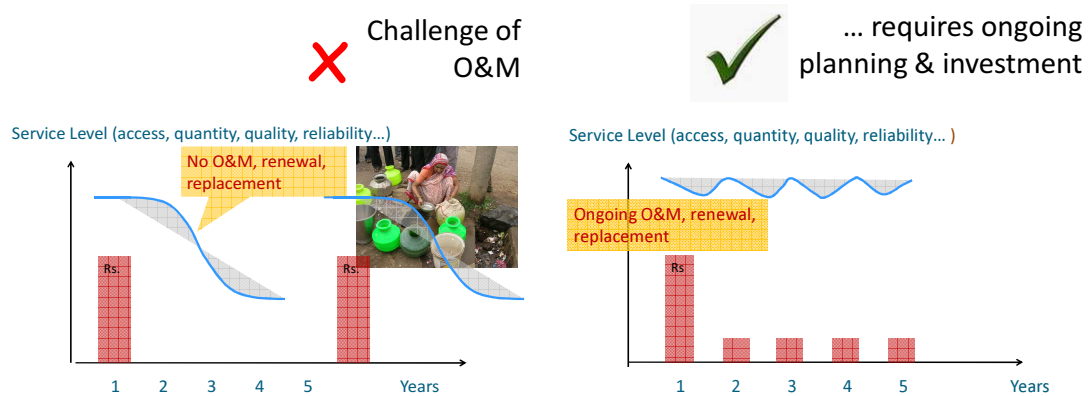 Challenge of
O&M
Service Level (access, quantity, quality, reliability…)
No O&M, renewal,
replacement
Rs.
Rs.
1 2 3 4 5 Years
… requires ongoing
planning & investment
Service Level (access, quantity, quality, reliability… )
Ongoing O&M, renewal,
replacement
Rs
1 2 3 4 5 Years